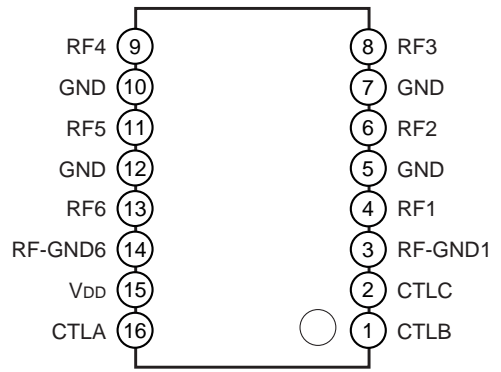 RF4 9 8 RF3
GND 10 7 GND
RF5 11 6 RF2
GND 12 5 GND
RF6 13 4 RF1
RF-GND6 14 3 RF-GND1
VDD 15 2 CTLC
CTLA 16 1 CTLB